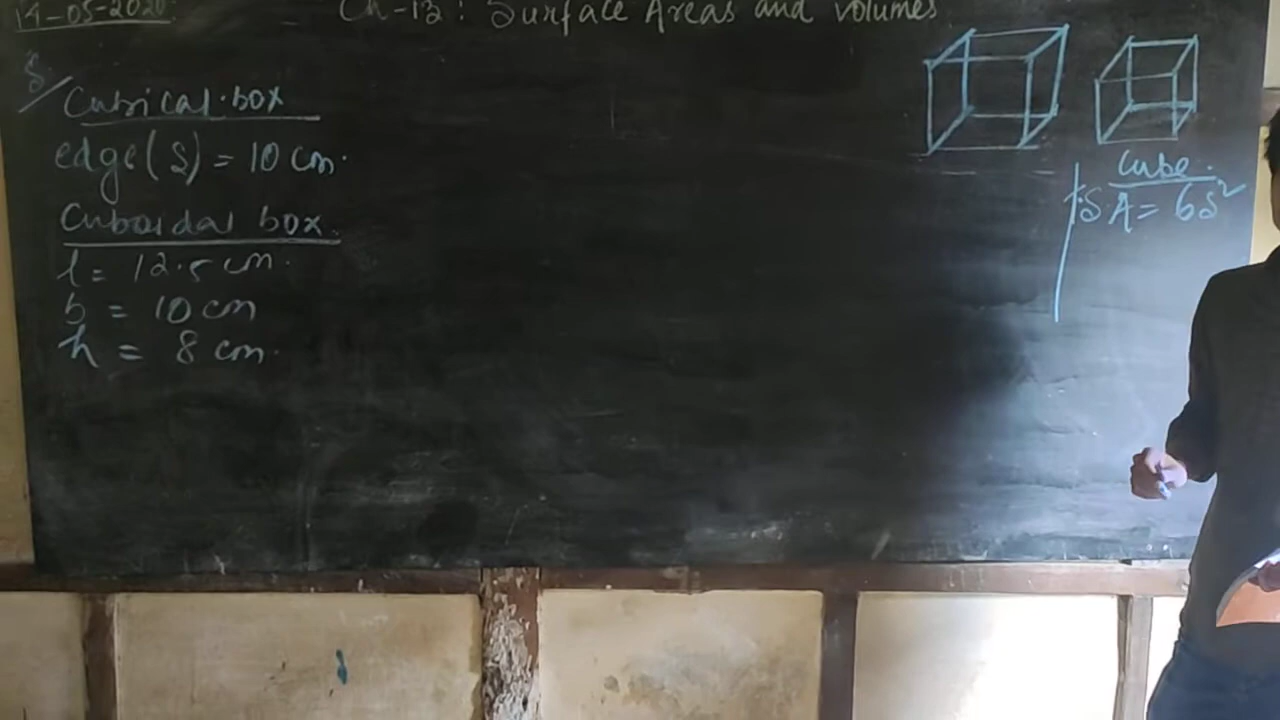 14-05-2020
Ch-13: Surface Areas and volumes
5/
Cubical box
edge(S) = 10 cm.
Cuboidal box.
l = 12.5 cm.
b = 10 cm
h = 8 cm.
Cube.
T.S.A = 6S²